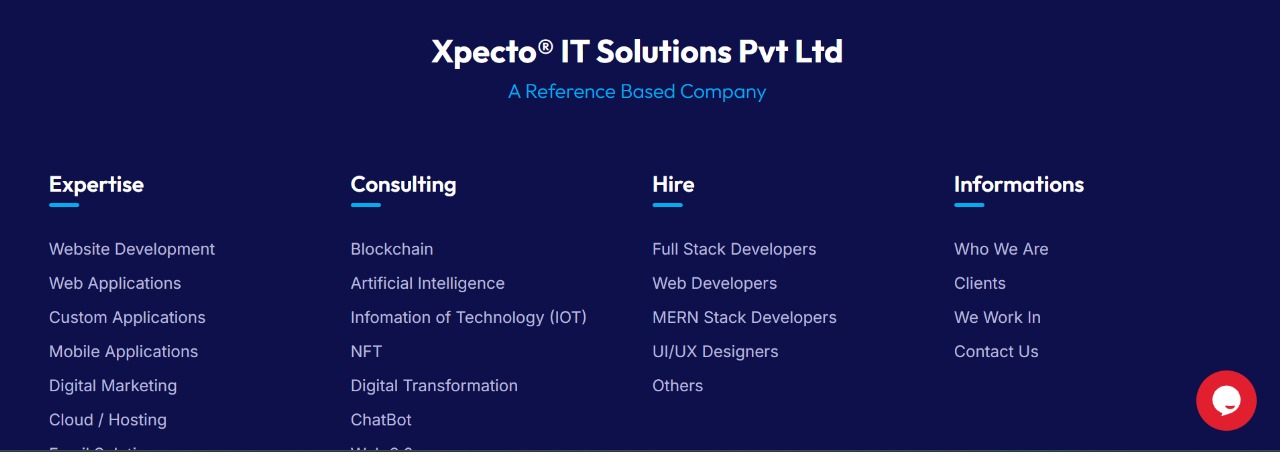 Xpecto® IT Solutions Pvt Ltd
A Reference Based Company
Expertise
Website Development
Web Applications
Custom Applications
Mobile Applications
Digital Marketing
Cloud / Hosting
Consulting
Blockchain
Artificial Intelligence
Infomation of Technology (IOT)
NFT
Digital Transformation
ChatBot
Hire
Full Stack Developers
Web Developers
MERN Stack Developers
UI/UX Designers
Others
Informations
Who We Are
Clients
We Work In
Contact Us